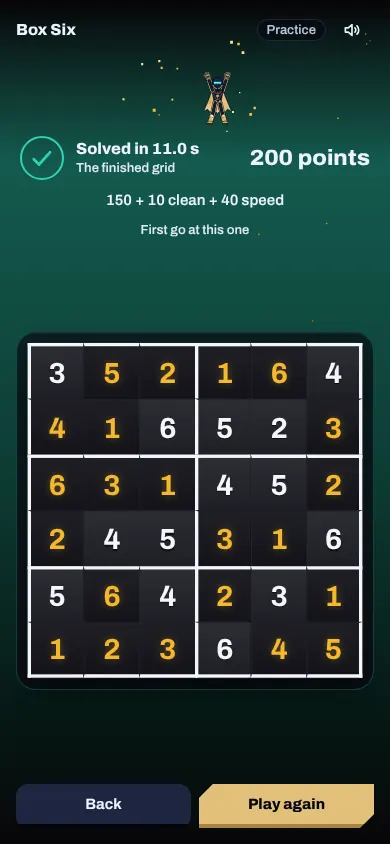 Box Six
Practice
Solved in 11.0 s
The finished grid
200 points
150 + 10 clean + 40 speed
First go at this one
3 5 2 1 6 4
4 1 6 5 2 3
6 3 1 4 5 2
2 4 5 3 1 6
5 6 4 2 3 1
1 2 3 6 4 5
Back
Play again